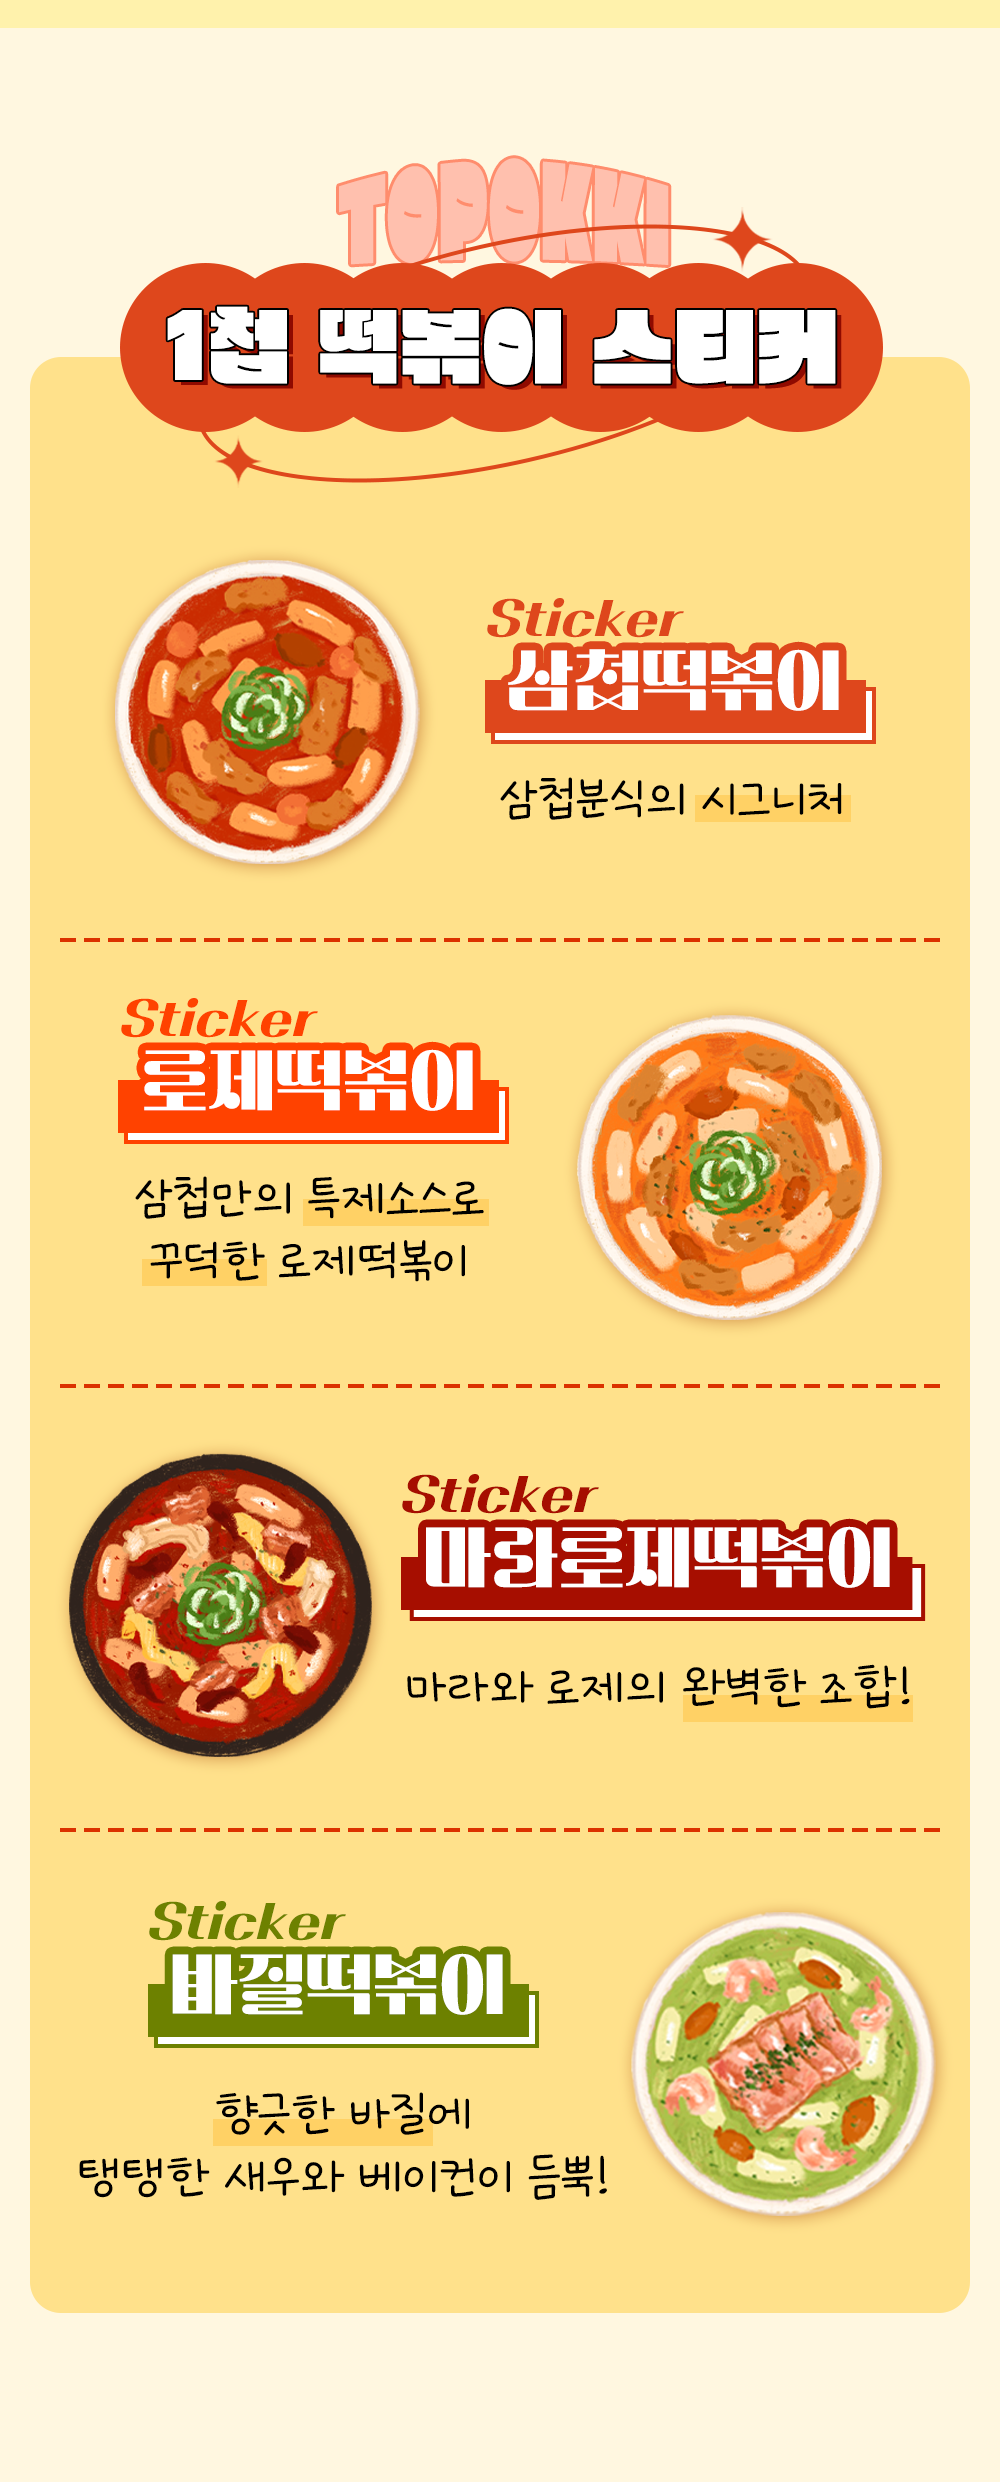 TOPOKKI
1첩 떡볶이 스티커
Sticker
삼첩떡볶이
삼첩분식의 시그니처
Sticker
로제떡볶이
삼첩만의 특제소스로
꾸덕한 로제떡볶이
Sticker
마라로제떡볶이
마라와 로제의 완벽한 조합!
Sticker
바질떡볶이
향긋한 바질에
탱탱한 새우와 베이컨이 듬뿍!